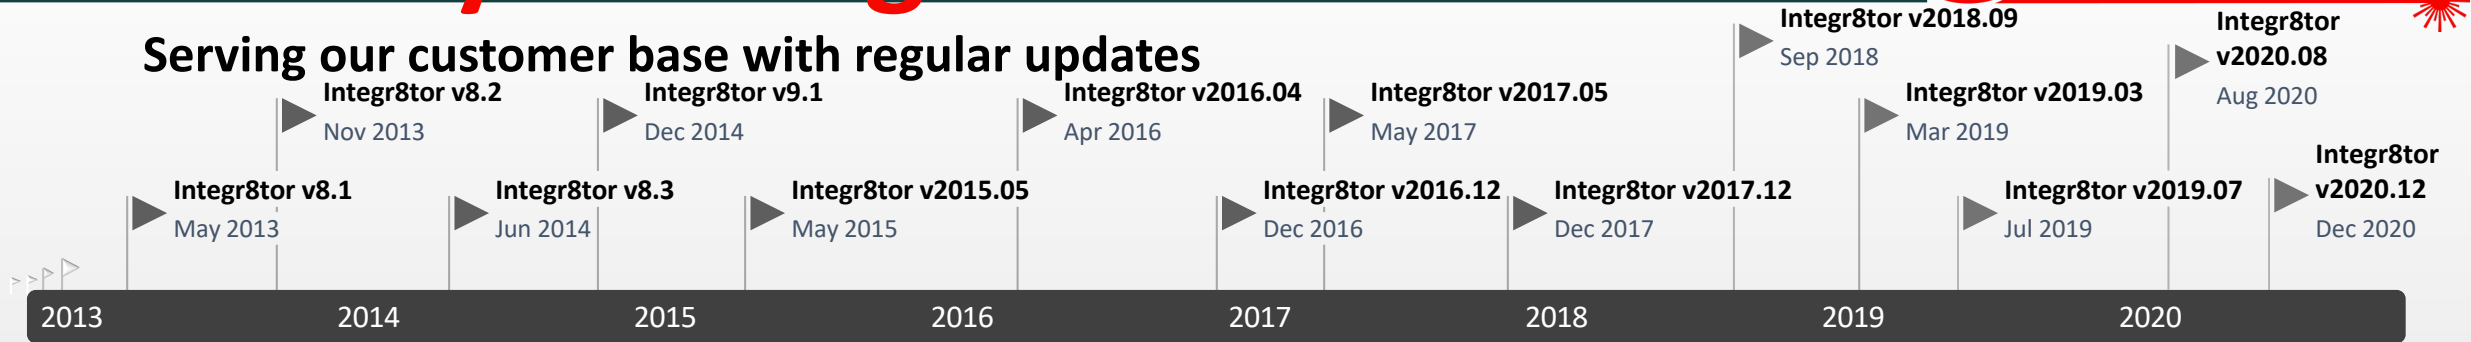 Serving our customer base with regular updates
Integr8tor v8.1
May 2013
Integr8tor v8.2
Nov 2013
Integr8tor v8.3
Jun 2014
Integr8tor v9.1
Dec 2014
Integr8tor v2015.05
May 2015
Integr8tor v2016.04
Apr 2016
Integr8tor v2016.12
Dec 2016
Integr8tor v2017.05
May 2017
Integr8tor v2017.12
Dec 2017
Integr8tor v2018.09
Sep 2018
Integr8tor v2019.03
Mar 2019
Integr8tor v2019.07
Jul 2019
Integr8tor
v2020.08
Aug 2020
Integr8tor
v2020.12
Dec 2020
2013 2014 2015 2016 2017 2018 2019 2020